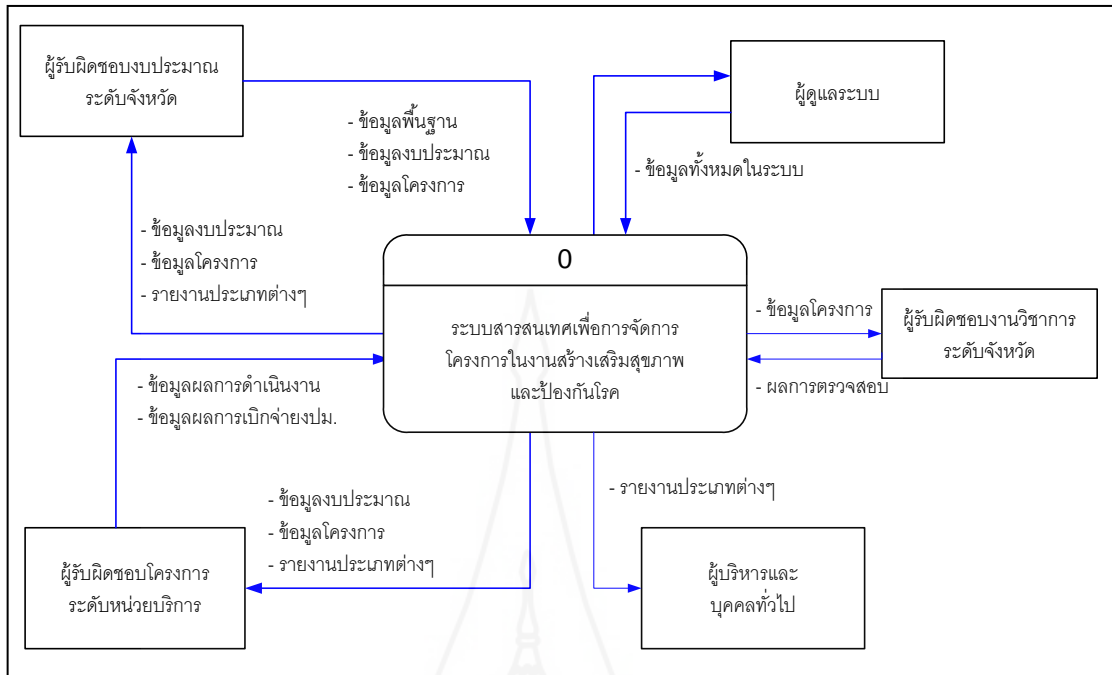 ผู้รับผิดชอบงบประมาณ
ระดับจังหวัด
- ข้อมูลพื้นฐาน
- ข้อมูลงบประมาณ
- ข้อมูลโครงการ
ผู้ดูแลระบบ
- ข้อมูลทั้งหมดในระบบ
- ข้อมูลงบประมาณ
- ข้อมูลโครงการ
- รายงานประเภทต่างๆ
0
ระบบสารสนเทศเพื่อการจัดการ
โครงการในงานสร้างเสริมสุขภาพ
และป้องกันโรค
- ข้อมูลโครงการ
- ผลการตรวจสอบ
ผู้รับผิดชอบงานวิชาการ
ระดับจังหวัด
- ข้อมูลผลการดำเนินงาน
- ข้อมูลผลการเบิกจ่ายงปม.
- ข้อมูลงบประมาณ
- ข้อมูลโครงการ
- รายงานประเภทต่างๆ
- รายงานประเภทต่างๆ
ผู้รับผิดชอบโครงการ
ระดับหน่วยบริการ
ผู้บริหารและ
บุคคลทั่วไป